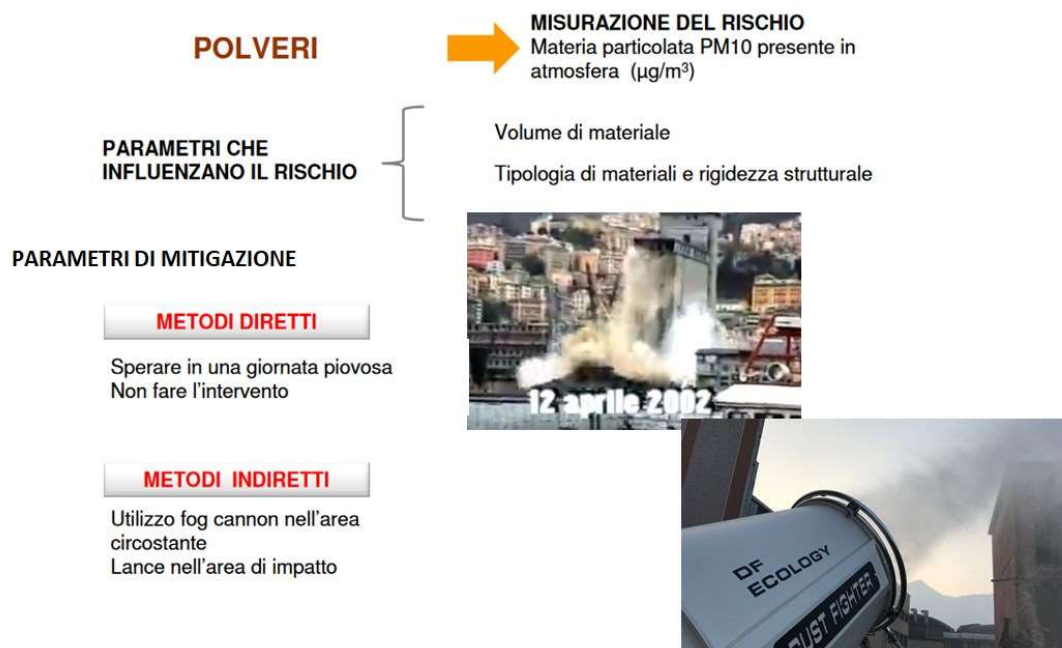 POLVERI
MISURAZIONE DEL RISCHIO
Materia particolata PM10 presente in
atmosfera (µg/m³)
PARAMETRI CHE
INFLUENZANO IL RISCHIO
Volume di materiale
Tipologia di materiali e rigidezza strutturale
PARAMETRI DI MITIGAZIONE
METODI DIRETTI
Sperare in una giornata piovosa
Non fare l'intervento
12 aprile 2002
METODI INDIRETTI
Utilizzo fog cannon nell'area
circostante
Lance nell'area di impatto
DF
ECOLOGY
DUST FIGHTER